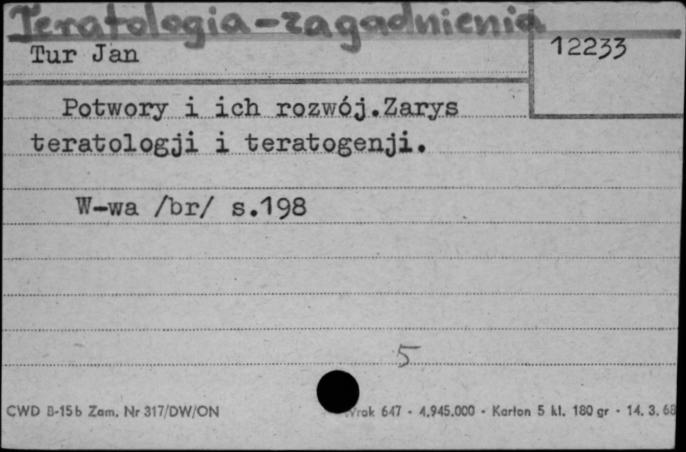 Teratologia-zagadnienia
Tur Jan
12233
Potwory i ich rozwój.Zarys
teratologji i teratogenji.
W-wa /br/ s.198
5
CWD B-15b Zam. Nr 317/DW/ON
647 - 4.945.000 - Karton 5 kl. 180 gr - 14. 3. 68